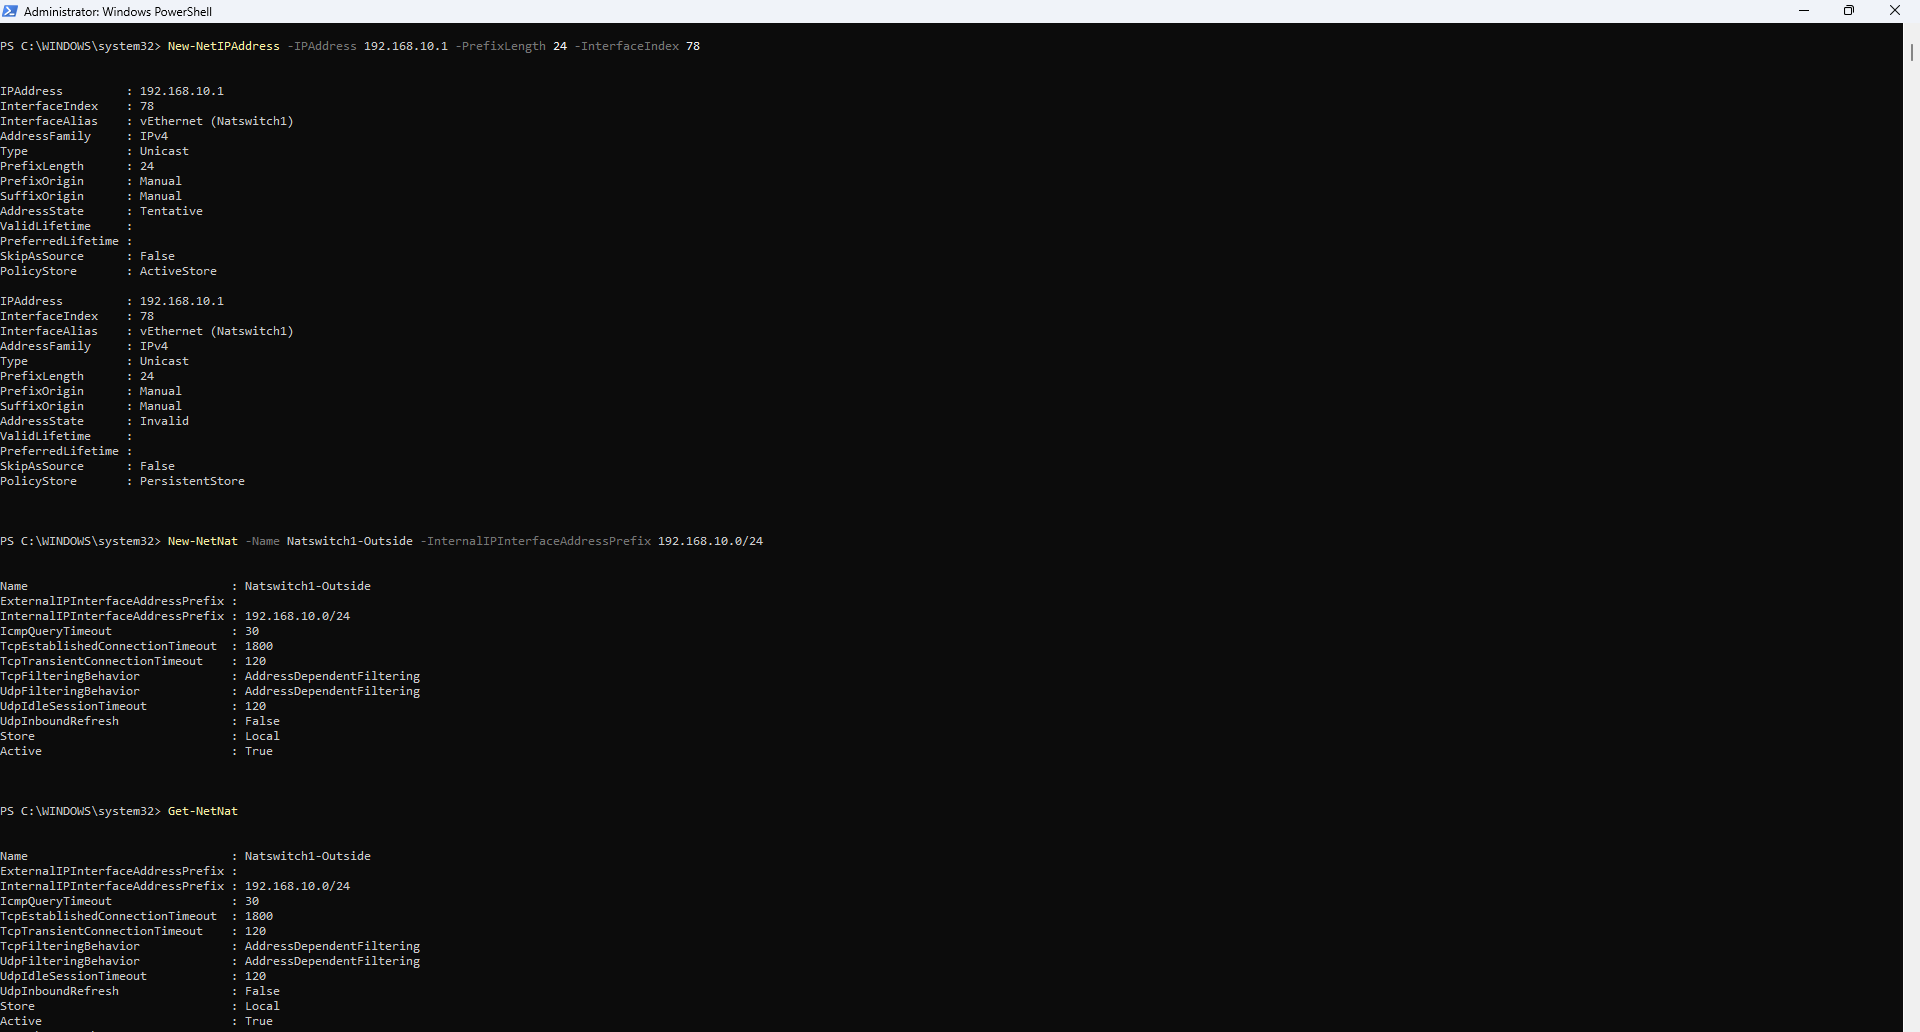 Administrator: Windows PowerShell
PS C:\WINDOWS\system32> New-NetIPAddress -IPAddress 192.168.10.1 -PrefixLength 24 -InterfaceIndex 78
IPAddress : 192.168.10.1
InterfaceIndex : 78
InterfaceAlias : vEthernet (Natswitch1)
AddressFamily : IPv4
Type : Unicast
PrefixLength : 24
PrefixOrigin : Manual
SuffixOrigin : Manual
AddressState : Tentative
ValidLifetime :
PreferredLifetime :
SkipAsSource : False
PolicyStore : ActiveStore
IPAddress : 192.168.10.1
InterfaceIndex : 78
InterfaceAlias : vEthernet (Natswitch1)
AddressFamily : IPv4
Type : Unicast
PrefixLength : 24
PrefixOrigin : Manual
SuffixOrigin : Manual
AddressState : Invalid
ValidLifetime :
PreferredLifetime :
SkipAsSource : False
PolicyStore : PersistentStore
PS C:\WINDOWS\system32> New-NetNat -Name Natswitch1-Outside -InternalIPInterfaceAddressPrefix 192.168.10.0/24
Name : Natswitch1-Outside
ExternalIPInterfaceAddressPrefix :
InternalIPInterfaceAddressPrefix : 192.168.10.0/24
IcmpQueryTimeout : 30
TcpEstablishedConnectionTimeout : 1800
TcpTransientConnectionTimeout : 120
TcpFilteringBehavior : AddressDependentFiltering
UdpFilteringBehavior : AddressDependentFiltering
UdpIdleSessionTimeout : 120
UdpInboundRefresh : False
Store : Local
Active : True
PS C:\WINDOWS\system32> Get-NetNat
Name : Natswitch1-Outside
ExternalIPInterfaceAddressPrefix :
InternalIPInterfaceAddressPrefix : 192.168.10.0/24
IcmpQueryTimeout : 30
TcpEstablishedConnectionTimeout : 1800
TcpTransientConnectionTimeout : 120
TcpFilteringBehavior : AddressDependentFiltering
UdpFilteringBehavior : AddressDependentFiltering
UdpIdleSessionTimeout : 120
UdpInboundRefresh : False
Store : Local
Active : True